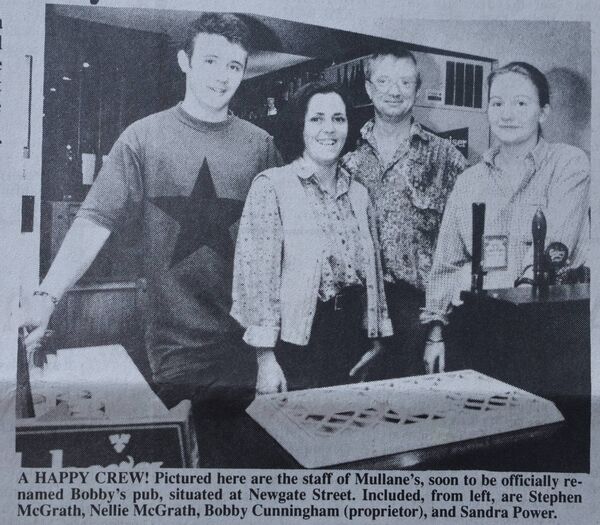 iser
A HAPPY CREW! Pictured here are the staff of Mullane's, soon to be officially re-
named Bobby's pub, situated at Newgate Street. Included, from left, are Stephen
McGrath, Nellie McGrath, Bobby Cunningham (proprietor), and Sandra Power.